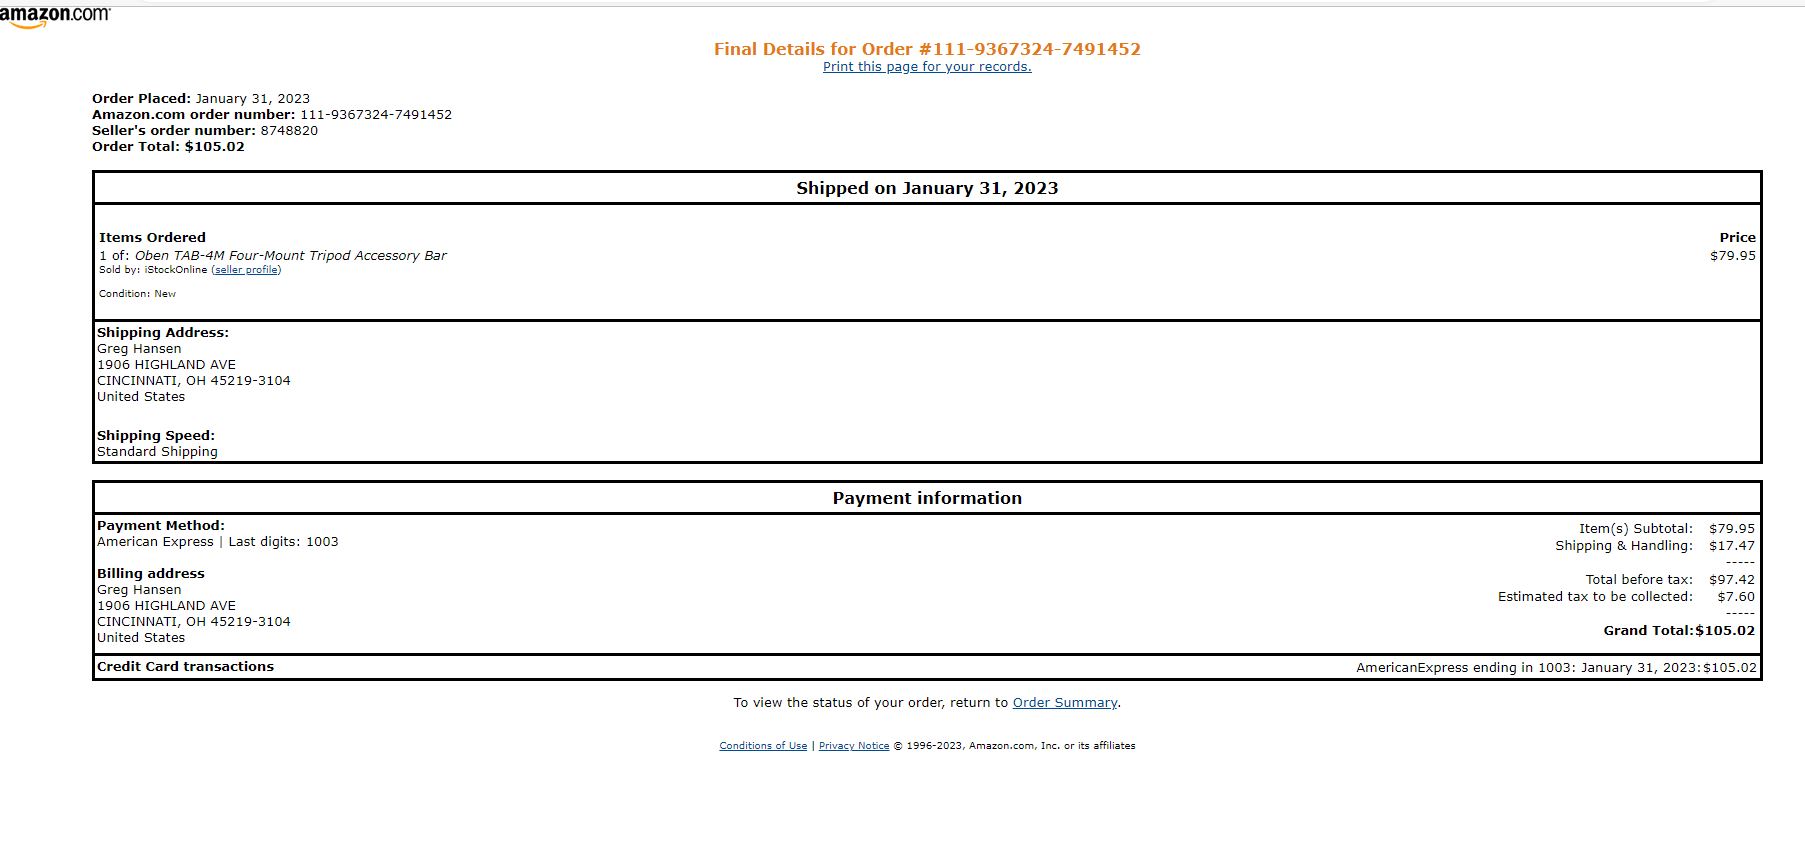 amazon.com
Final Details for Order #111-9367324-7491452
Print this page for your records.
Order Placed: January 31, 2023
Amazon.com order number: 111-9367324-7491452
Seller's order number: 8748820
Order Total: $105.02
Shipped on January 31, 2023
Items Ordered Price
1 of: Oben TAB-4M Four-Mount Tripod Accessory Bar $79.95
Sold by: iStockOnline (seller profile)
Condition: New
Shipping Address:
Greg Hansen
1906 HIGHLAND AVE
CINCINNATI, OH 45219-3104
United States
Shipping Speed:
Standard Shipping
Payment information
Payment Method:
American Express | Last digits: 1003
Billing address
Greg Hansen
1906 HIGHLAND AVE
CINCINNATI, OH 45219-3104
United States
Item(s) Subtotal: $79.95
Shipping & Handling: $17.47
-----
Total before tax: $97.42
Estimated tax to be collected: $7.60
-----
Grand Total:$105.02
Credit Card transactions AmericanExpress ending in 1003: January 31, 2023:$105.02
To view the status of your order, return to Order Summary.
Conditions of Use | Privacy Notice © 1996-2023, Amazon.com, Inc. or its affiliates